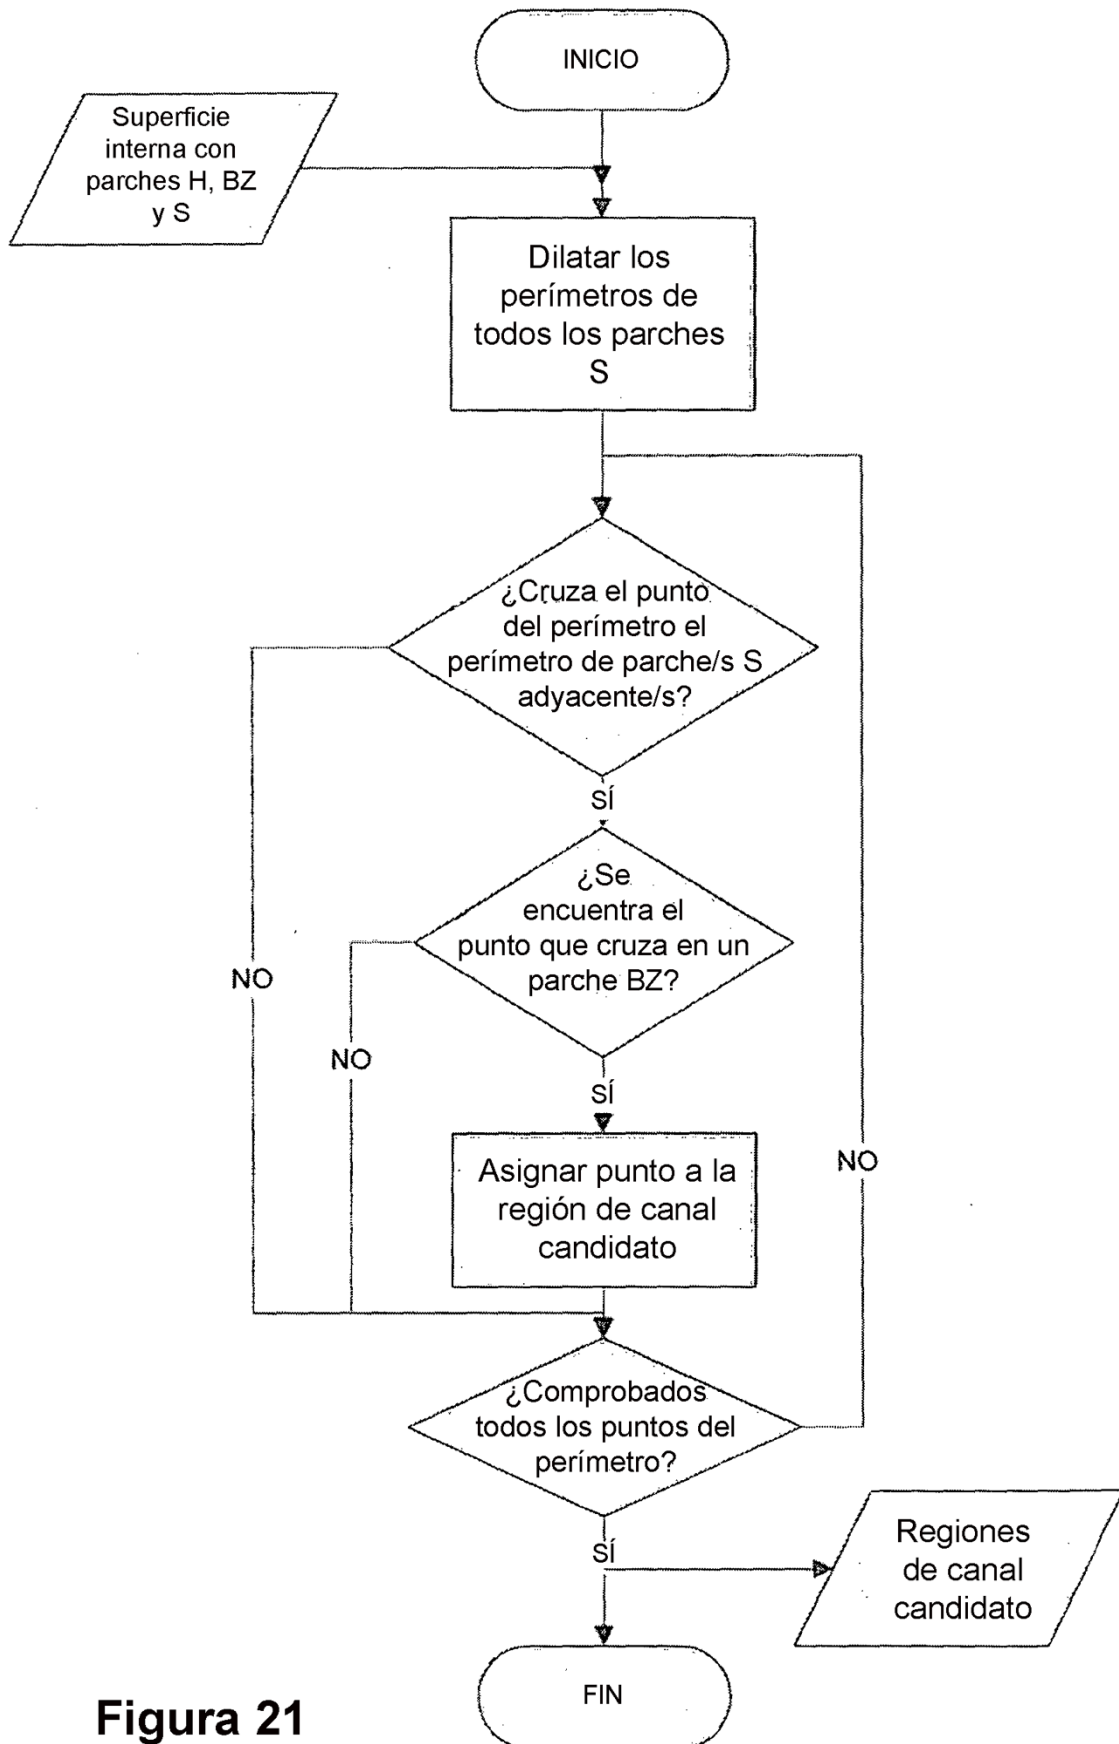 INICIO
Superficie
interna con
parches H, BZ
y S
Dilatar los
perímetros de
todos los parches
S
¿Cruza el punto
del perímetro el
perímetro de parche/s S
adyacente/s?
SÍ
¿Se
encuentra el
punto que cruza en un
parche BZ?
NO
NO
SÍ
Asignar punto a la
región de canal
candidato
NO
¿Comprobados
todos los puntos del
perímetro?
SÍ
Regiones
de canal
candidato
FIN
Figura 21